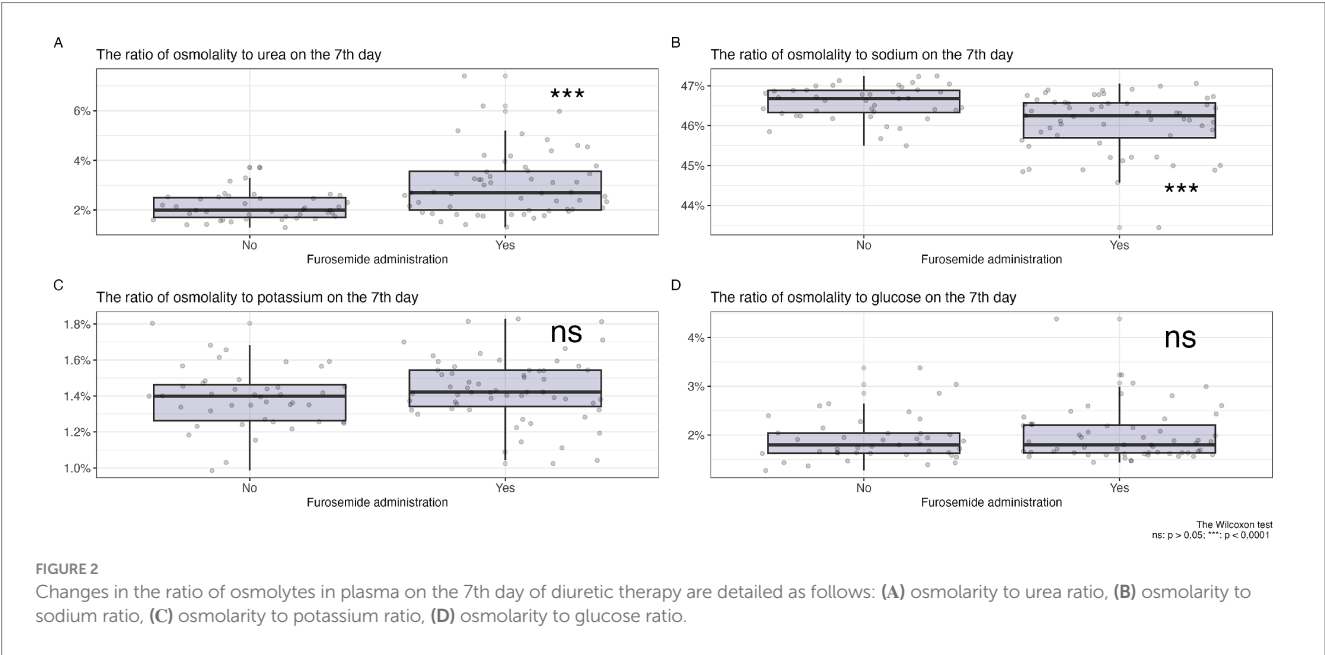 A
The ratio of osmolality to urea on the 7th day
6%
4%
2%
***
No
Yes
Furosemide administration
B
The ratio of osmolality to sodium on the 7th day
47%
46%
45%
44%
***
No
Yes
Furosemide administration
C
The ratio of osmolality to potassium on the 7th day
1.8%
1.6%
1.4%
1.2%
1.0%
ns
No
Yes
Furosemide administration
D
The ratio of osmolality to glucose on the 7th day
4%
3%
2%
ns
No
Yes
Furosemide administration
The Wilcoxon test
ns: p > 0,05; ***: p < 0,0001
FIGURE 2
Changes in the ratio of osmolytes in plasma on the 7th day of diuretic therapy are detailed as follows: (A) osmolarity to urea ratio, (B) osmolarity to
sodium ratio, (C) osmolarity to potassium ratio, (D) osmolarity to glucose ratio.